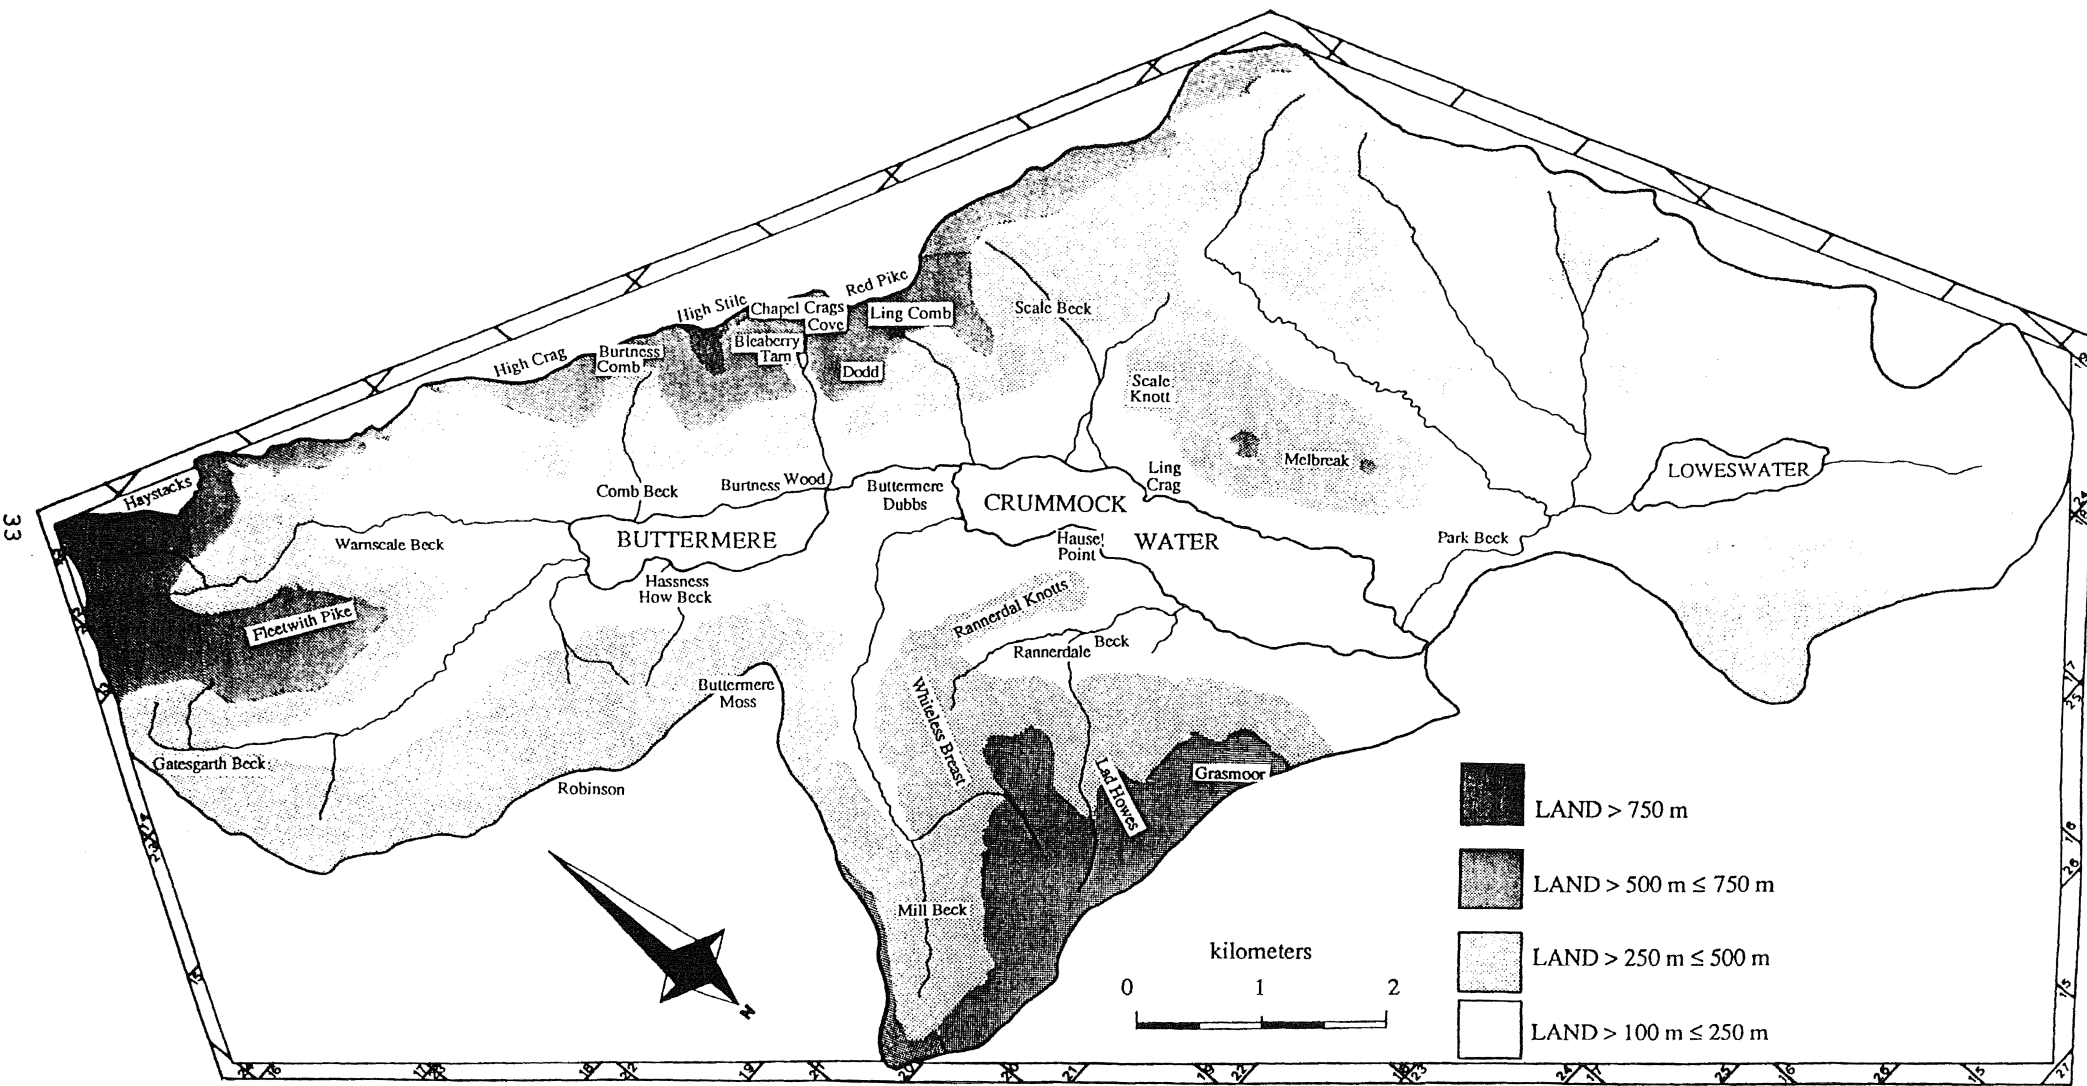 33
High Stile
Red Pike
Chapel Crags
Cove
Ling Comb
Scale Beck
High Crag
Burtness
Comb
Bleaberry
Tarn
Dodd
Scale
Knott
Melbreak
LOWESWATER
Haystacks
Comb Beck
Burtness Wood
Buttermere
Dubbs
CRUMMOCK
WATER
Ling
Crag
Warnscale Beck
BUTTERMERE
Hause
Point
Park Beck
Hassness
How Beck
Fleetwith Pike
Rannerdal Knotts
Rannerdale Beck
Buttermere
Moss
Whiteless Breast
Gatesgarth Beck
Robinson
Lad Howes
Grasmoor
Mill Beck
N
kilometers
0 1 2
LAND > 750 m
LAND > 500 m ≤ 750 m
LAND > 250 m ≤ 500 m
LAND > 100 m ≤ 250 m